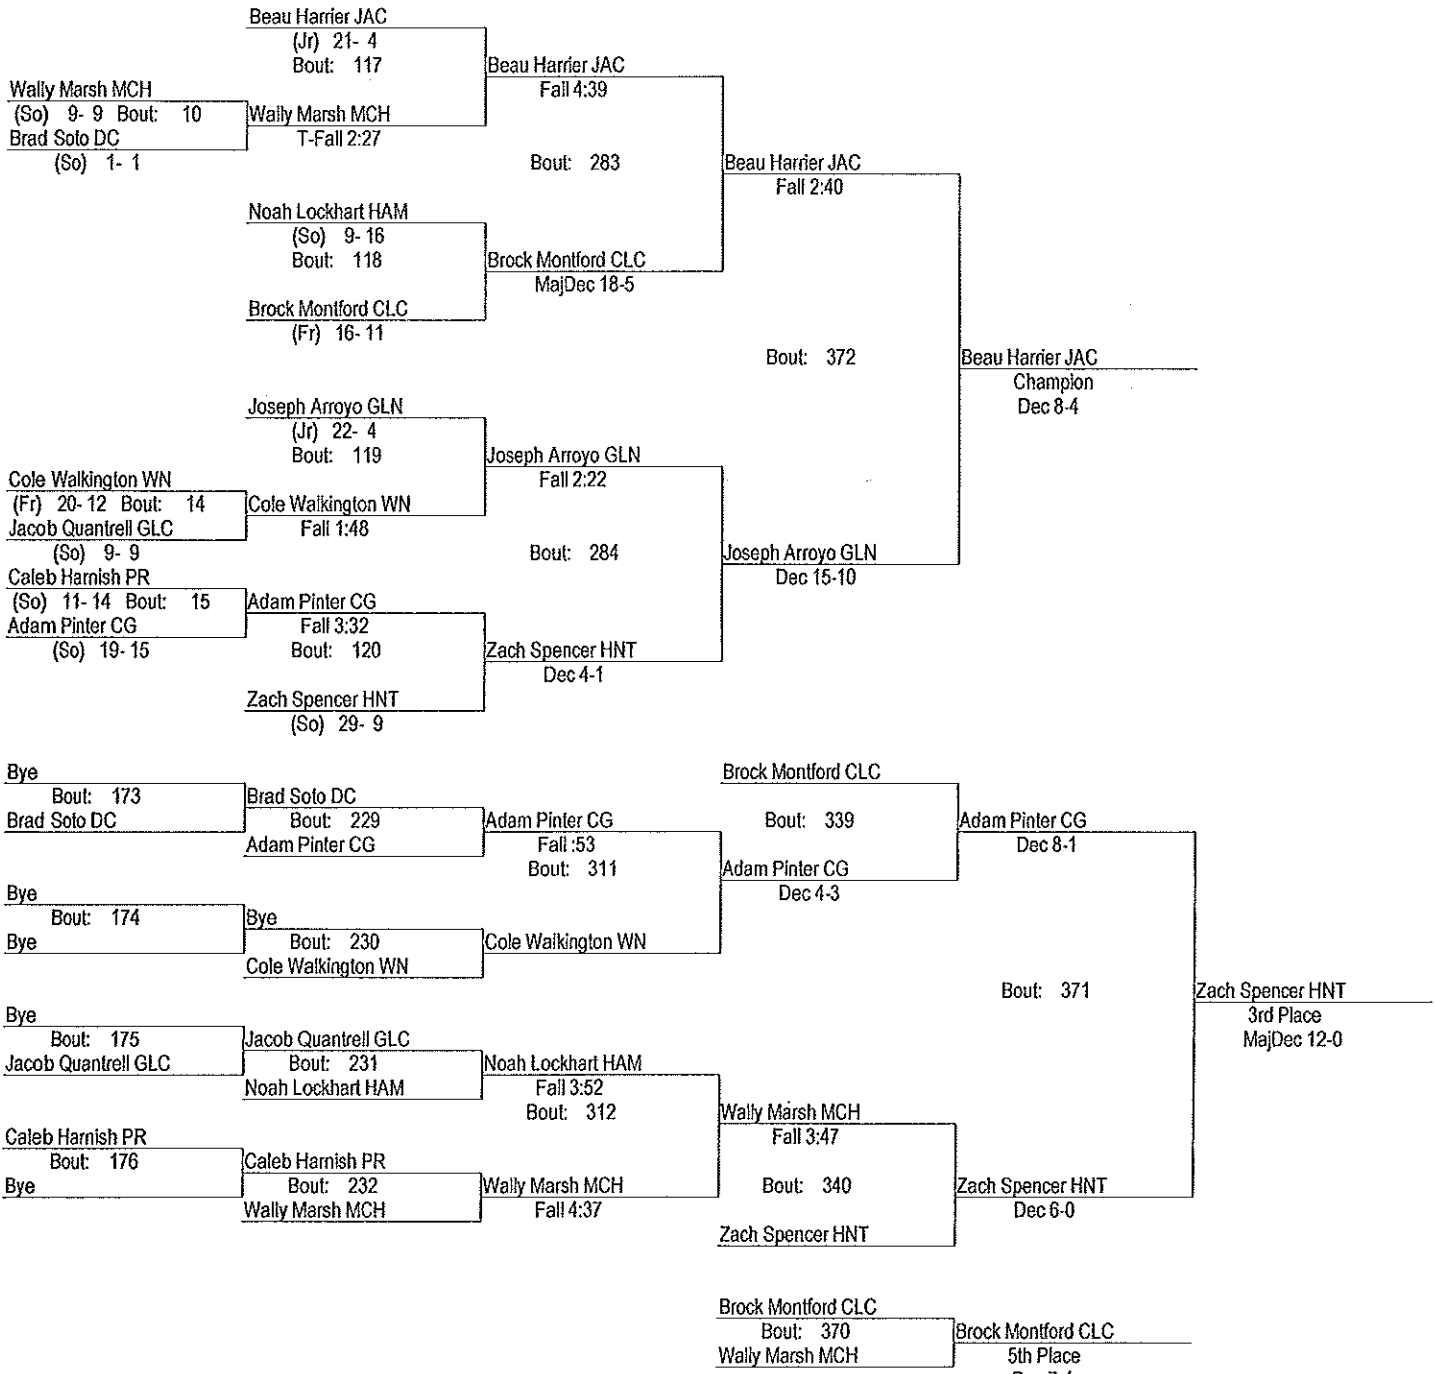 Beau Harrier JAC
(Jr) 21- 4
Bout: 117
Beau Harrier JAC
Fall 4:39
Wally Marsh MCH
(So) 9- 9 Bout: 10
Wally Marsh MCH
T-Fall 2:27
Brad Soto DC
(So) 1- 1
Bout: 283
Beau Harrier JAC
Fall 2:40
Noah Lockhart HAM
(So) 9- 16
Bout: 118
Brock Montford CLC
MajDec 18-5
Brock Montford CLC
(Fr) 16- 11
Bout: 372
Beau Harrier JAC
Champion
Dec 8-4
Joseph Arroyo GLN
(Jr) 22- 4
Bout: 119
Joseph Arroyo GLN
Fall 2:22
Cole Walkington WN
(Fr) 20- 12 Bout: 14
Cole Walkington WN
Fall 1:48
Jacob Quantrell GLC
(So) 9- 9
Bout: 284
Joseph Arroyo GLN
Dec 15-10
Caleb Harnish PR
(So) 11- 14 Bout: 15
Adam Pinter CG
Fall 3:32
Adam Pinter CG
(So) 19- 15
Bout: 120
Zach Spencer HNT
Dec 4-1
Zach Spencer HNT
(So) 29- 9
Bye
Bout: 173
Brad Soto DC
Brad Soto DC
Bout: 229
Adam Pinter CG
Adam Pinter CG
Fall :53
Bout: 311
Brock Montford CLC
Bout: 339
Adam Pinter CG
Dec 8-1
Adam Pinter CG
Dec 4-3
Bye
Bout: 174
Bye
Bye
Bout: 230
Cole Walkington WN
Cole Walkington WN
Bout: 371
Zach Spencer HNT
3rd Place
MajDec 12-0
Bye
Bout: 175
Jacob Quantrell GLC
Jacob Quantrell GLC
Bout: 231
Noah Lockhart HAM
Noah Lockhart HAM
Fall 3:52
Bout: 312
Wally Marsh MCH
Fall 3:47
Caleb Harnish PR
Bout: 176
Bye
Caleb Harnish PR
Bout: 232
Wally Marsh MCH
Wally Marsh MCH
Fall 4:37
Bout: 340
Zach Spencer HNT
Dec 6-0
Zach Spencer HNT
Brock Montford CLC
Bout: 370
Wally Marsh MCH
Brock Montford CLC
5th Place